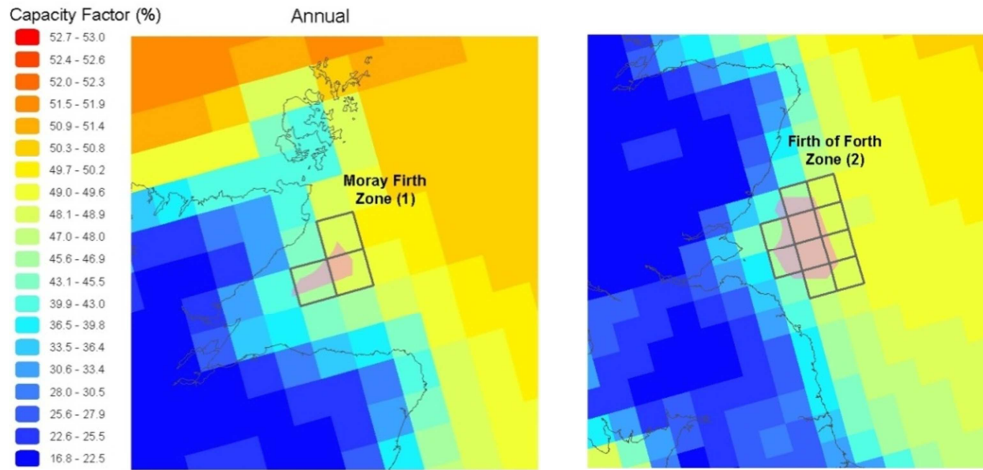 Capacity Factor (%)
Annual
52.7 - 53.0
52.4 - 52.6
52.0 - 52.3
51.5 - 51.9
50.9 - 51.4
50.3 - 50.8
49.7 - 50.2
49.0 - 49.6
48.1 - 48.9
47.0 - 48.0
45.6 - 46.9
43.1 - 45.5
39.9 - 43.0
36.5 - 39.8
33.5 - 36.4
30.6 - 33.4
28.0 - 30.5
25.6 - 27.9
22.6 - 25.5
16.8 - 22.5
Moray Firth
Zone (1)
Firth of Forth
Zone (2)